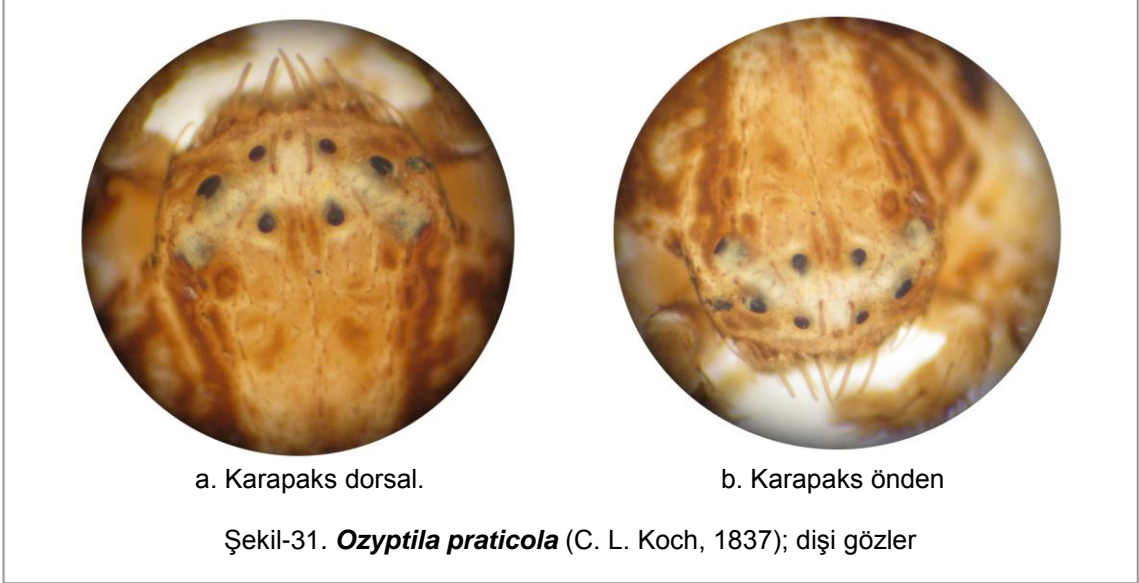 a. Karapaks dorsal.
b. Karapaks önden
Şekil-31. Ozyptila praticola (C. L. Koch, 1837); dişi gözler